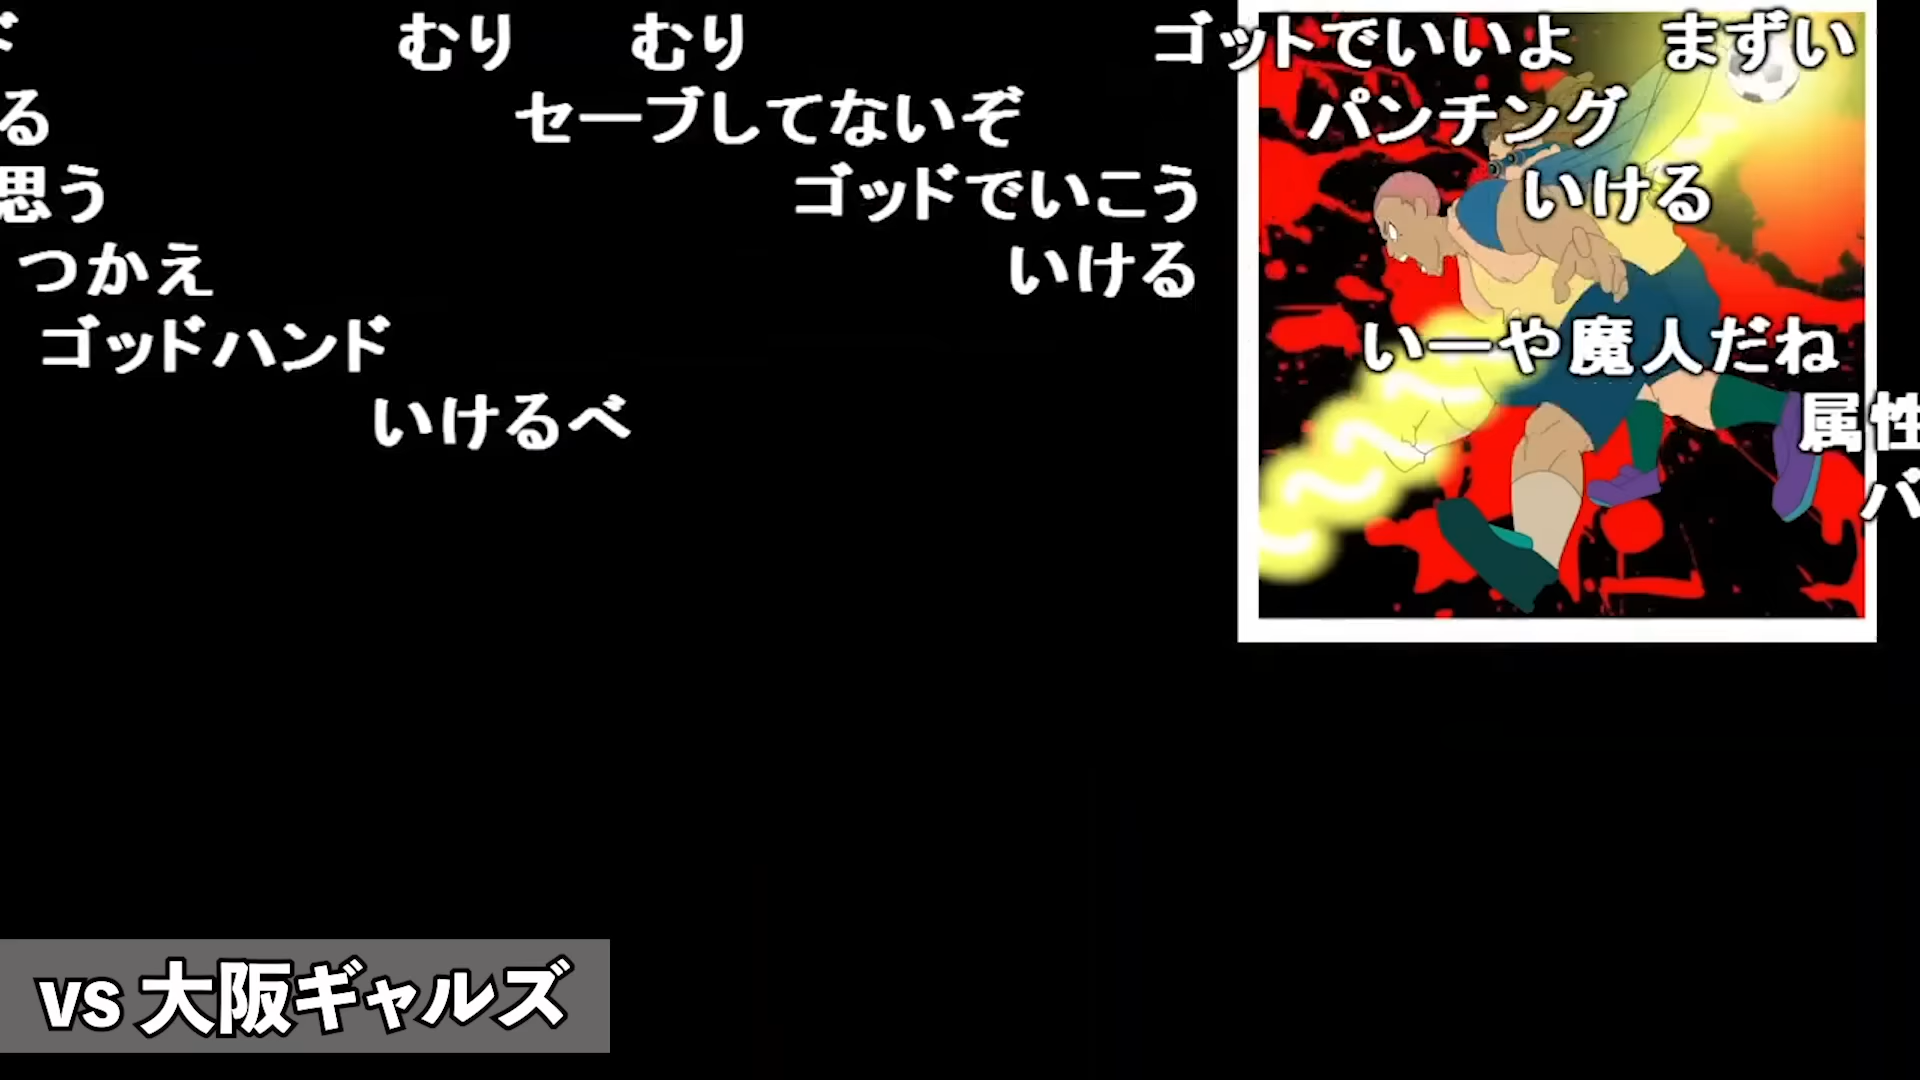 ド
むり
むり
ゴットでいいよ
まずい
る
セーブしてないぞ
パンチング
思う
ゴッドでいこう
いける
つかえ
いける
ゴッドハンド
いーや魔人だね
いけるべ
属性
vs 大阪ギャルズ